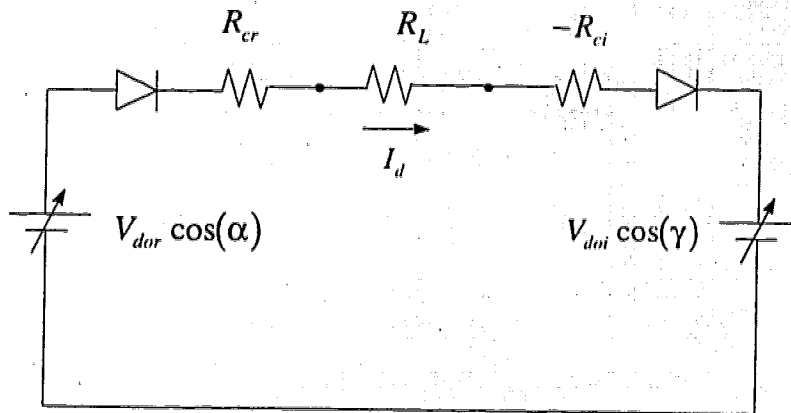 R_cr R_L -R_ci
I_d
V_dor cos(α) V_doi cos(γ)